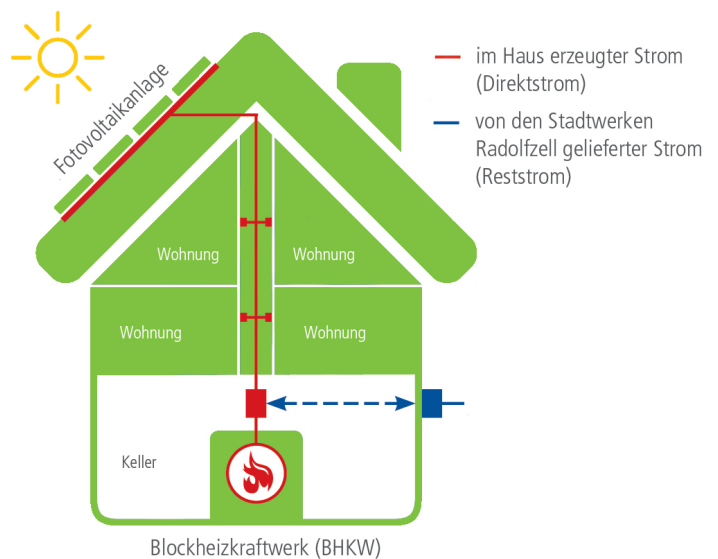 Fotovoltaikanlage
im Haus erzeugter Strom
(Direktstrom)
von den Stadtwerken
Radolfzell gelieferter Strom
(Reststrom)
Wohnung
Wohnung
Wohnung
Wohnung
Keller
Blockheizkraftwerk (BHKW)